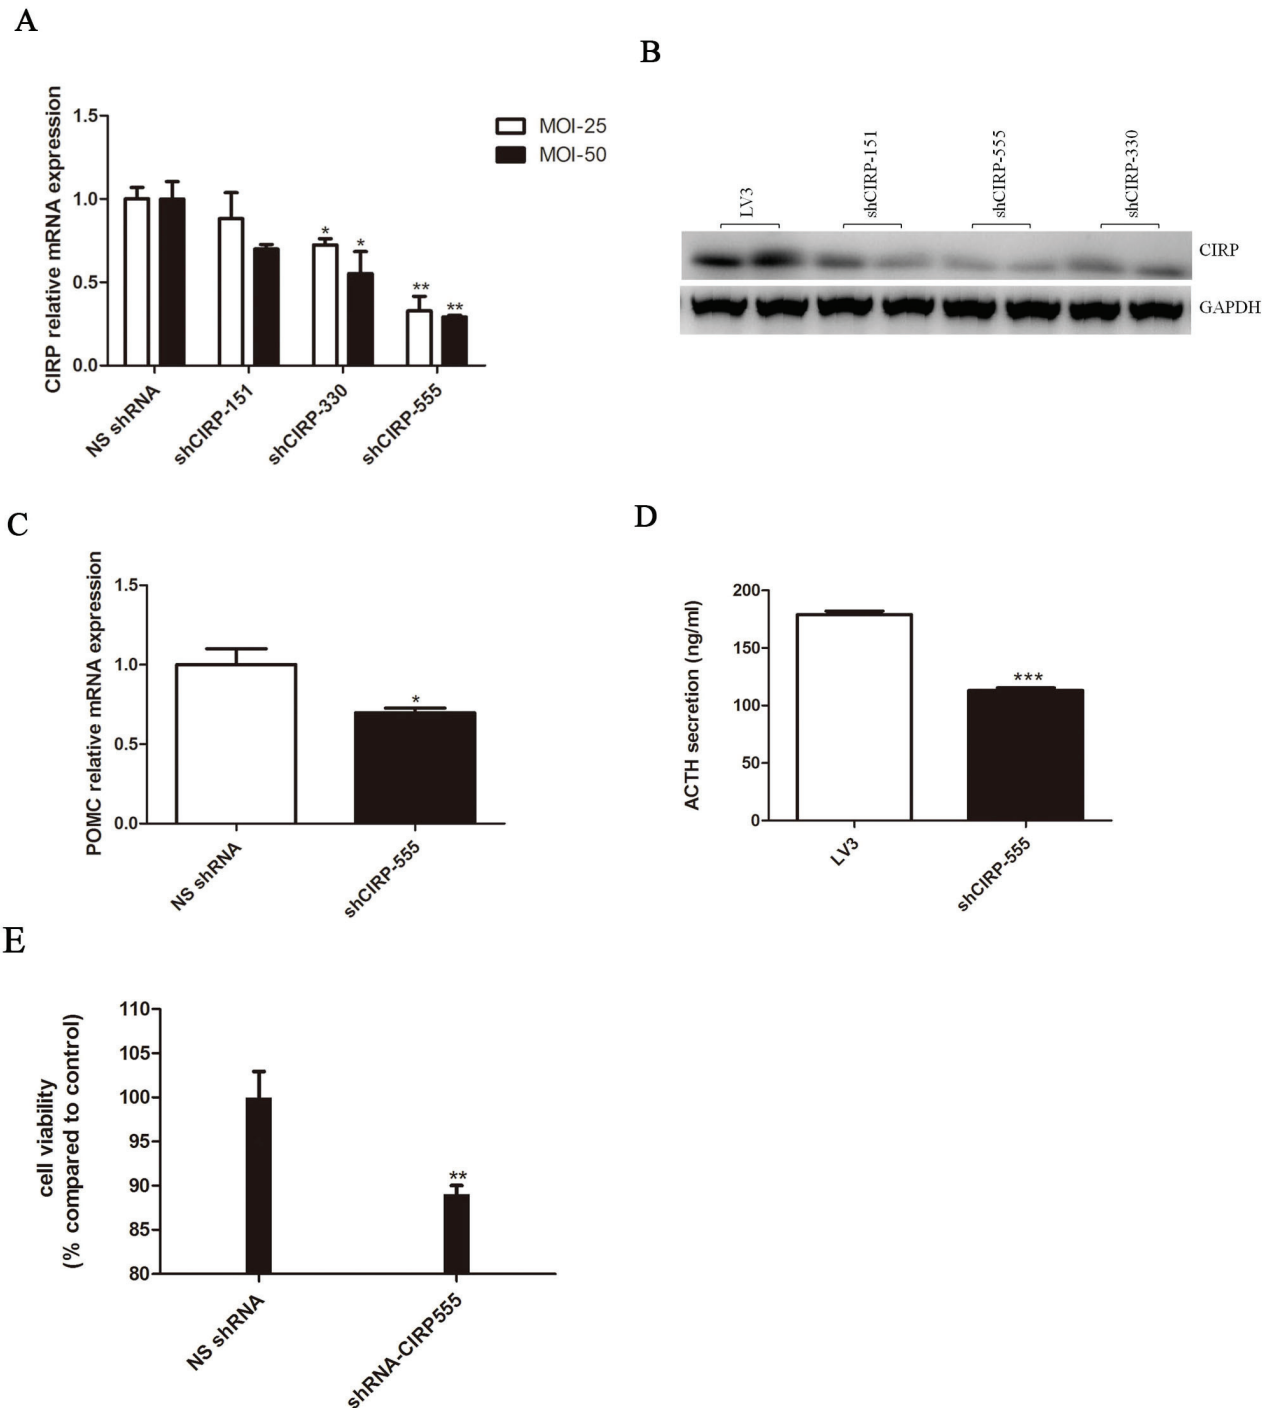 A
CIRP relative mRNA expression
1.5
1.0
0.5
0.0
MOI-25
MOI-50
*
*
**
**
NS shRNA
shCIRP-151
shCIRP-330
shCIRP-555
B
LV3
shCIRP-151
shCIRP-555
shCIRP-330
CIRP
GAPDH
C
POMC relative mRNA expression
1.5
1.0
0.5
0.0
*
NS shRNA
shCIRP-555
D
ACTH secretion (ng/ml)
200
150
100
50
0
***
LV3
shCIRP-555
E
cell viability
(% compared to control)
110
105
100
95
90
85
80
**
NS shRNA
shRNA-CIRP555